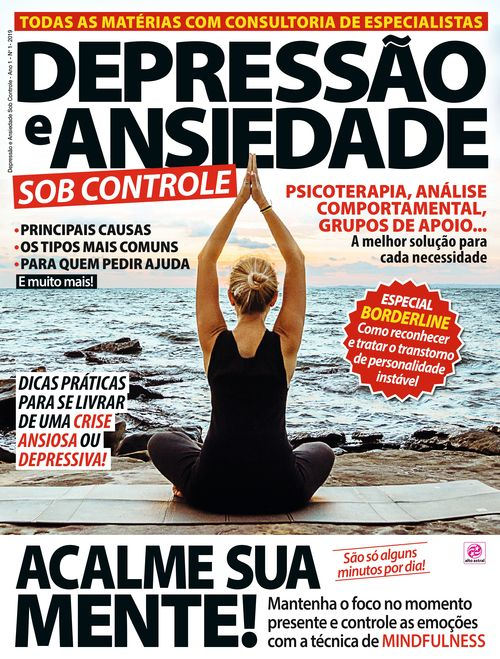 TODAS AS MATÉRIAS COM CONSULTORIA DE ESPECIALISTAS
Depressão e Ansiedade Sob Controle - Ano 1 - Nº 1 - 2019
DEPRESSÃO
e ANSIEDADE
SOB CONTROLE
• PRINCIPAIS CAUSAS
• OS TIPOS MAIS COMUNS
• PARA QUEM PEDIR AJUDA
E muito mais!
PSICOTERAPIA, ANÁLISE
COMPORTAMENTAL,
GRUPOS DE APOIO...
A melhor solução para
cada necessidade
ESPECIAL
BORDERLINE
Como reconhecer
e tratar o transtorno
de personalidade
instável
DICAS PRÁTICAS
PARA SE LIVRAR
DE UMA CRISE
ANSIOSA OU
DEPRESSIVA!
ACALME SUA
MENTE!
São só alguns
minutos por dia!
alto astral
Mantenha o foco no momento
presente e controle as emoções
com a técnica de MINDFULNESS